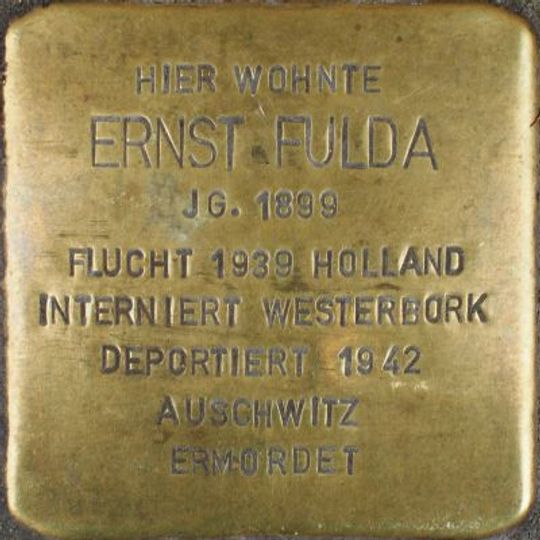 HIER WOHNTE
ERNST FULDA
JG. 1899
FLUCHT 1939 HOLLAND
INTERNIERT WESTERBORK
DEPORTIERT 1942
AUSCHWITZ
ERMORDET